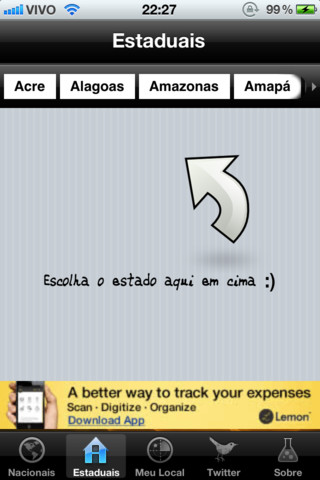 VIVO 22:27 99%
Estaduais
Acre Alagoas Amazonas Amapá
Escolha o estado aqui em cima :)
A better way to track your expenses
Scan · Digitize · Organize
Download App
Lemon
Nacionais Estaduais Meu Local Twitter Sobre